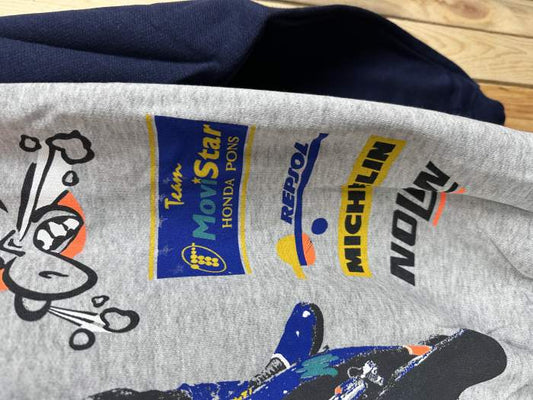 Team
MoviStar
HONDA PONS
REPSOL
MICHELIN
NOLAN